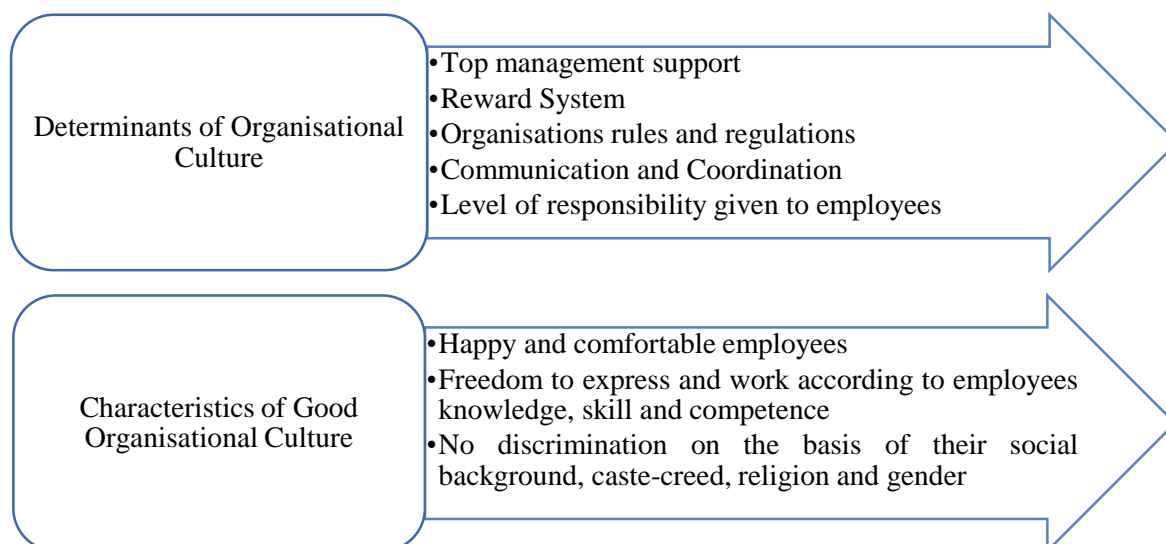 Determinants of Organisational
Culture
•Top management support
•Reward System
•Organisations rules and regulations
•Communication and Coordination
•Level of responsibility given to employees
Characteristics of Good
Organisational Culture
•Happy and comfortable employees
•Freedom to express and work according to employees
knowledge, skill and competence
•No discrimination on the basis of their social
background, caste-creed, religion and gender